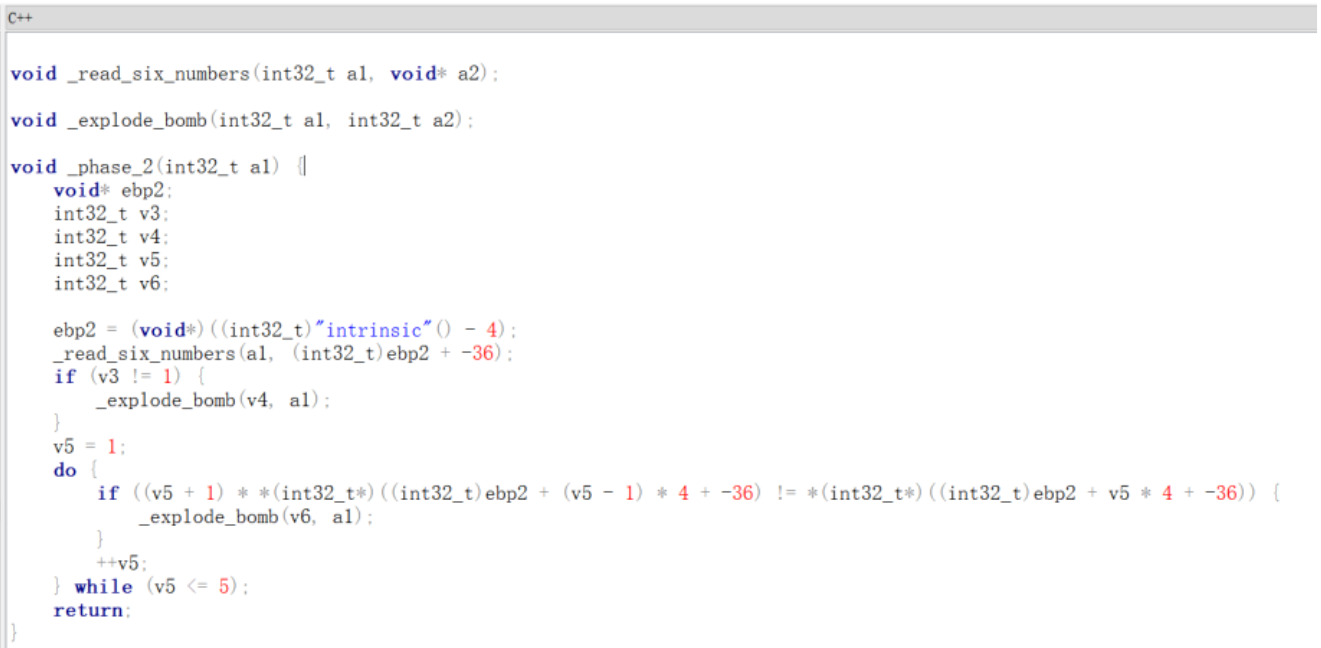 C++
void _read_six_numbers(int32_t a1, void* a2);
void _explode_bomb(int32_t a1, int32_t a2);
void _phase_2(int32_t a1) {
    void* ebp2;
    int32_t v3;
    int32_t v4;
    int32_t v5;
    int32_t v6;
    ebp2 = (void*)((int32_t)"intrinsic"() - 4);
    _read_six_numbers(a1, (int32_t)ebp2 + -36);
    if (v3 != 1) {
        _explode_bomb(v4, a1);
    }
    v5 = 1;
    do {
        if ((v5 + 1) * *(int32_t*)((int32_t)ebp2 + (v5 - 1) * 4 + -36) != *(int32_t*)((int32_t)ebp2 + v5 * 4 + -36)) {
            _explode_bomb(v6, a1);
        }
        ++v5;
    } while (v5 <= 5);
    return;
}